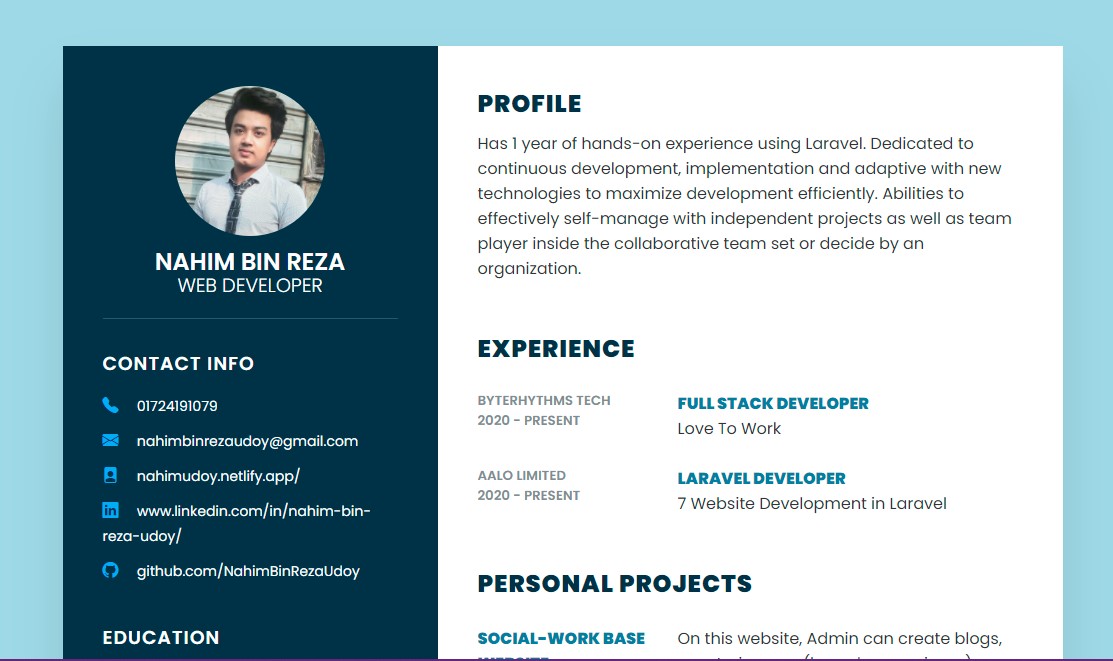 NAHIM BIN REZA
WEB DEVELOPER
CONTACT INFO
01724191079
nahimbinrezaudoy@gmail.com
nahimudoy.netlify.app/
www.linkedin.com/in/nahim-bin-
reza-udoy/
github.com/NahimBinRezaUdoy
EDUCATION
PROFILE
Has 1 year of hands-on experience using Laravel. Dedicated to
continuous development, implementation and adaptive with new
technologies to maximize development efficiently. Abilities to
effectively self-manage with independent projects as well as team
player inside the collaborative team set or decide by an
organization.
EXPERIENCE
BYTERHYTHMS TECH
2020 - PRESENT
FULL STACK DEVELOPER
Love To Work
AALO LIMITED
2020 - PRESENT
LARAVEL DEVELOPER
7 Website Development in Laravel
PERSONAL PROJECTS
SOCIAL-WORK BASE
On this website, Admin can create blogs,